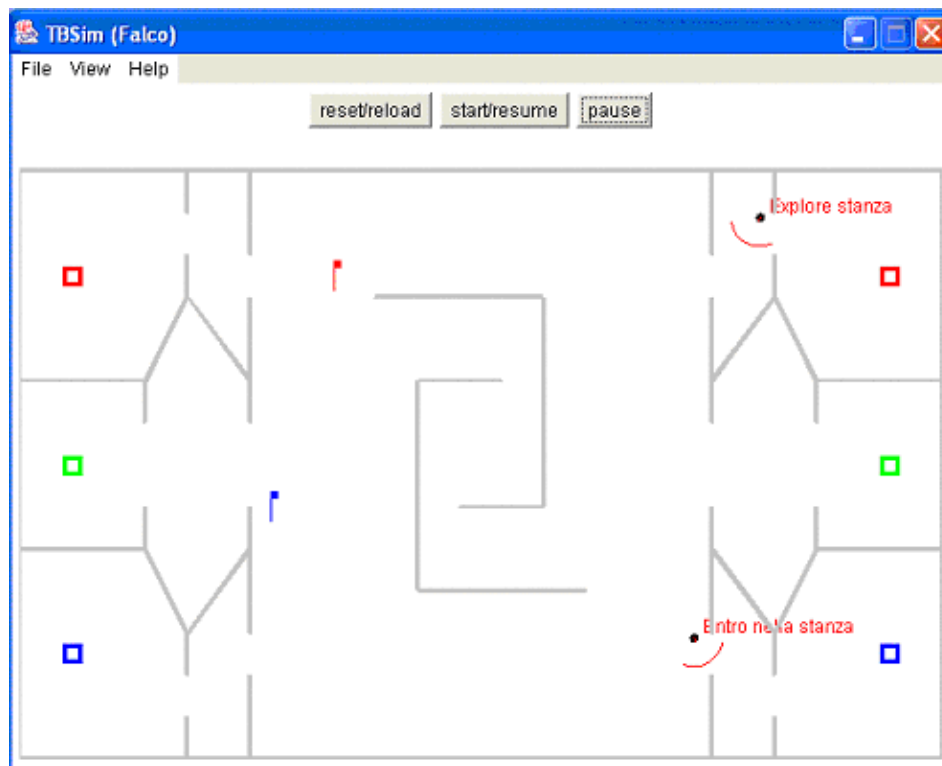 TBSim (Falco)
File View Help
reset/reload start/resume pause
Explore stanza
Entro nella stanza